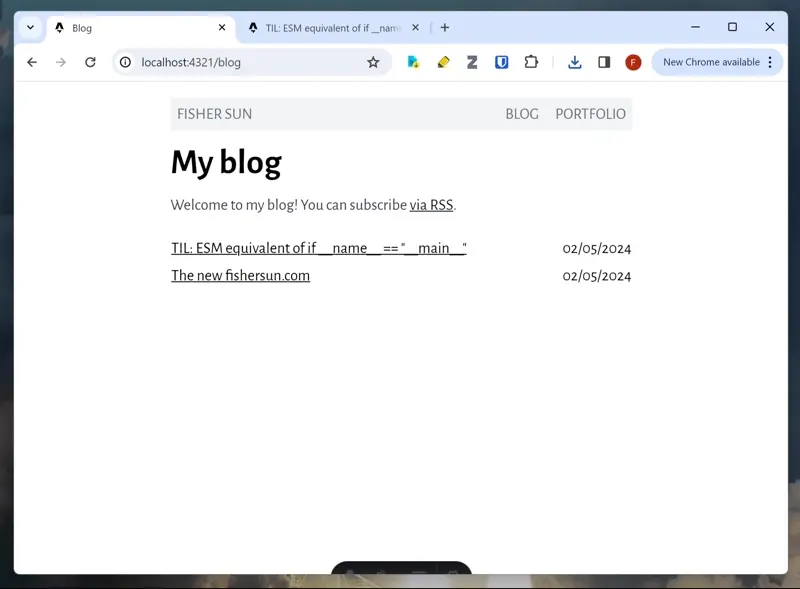 Blog
TIL: ESM equivalent of if __nam
localhost:4321/blog
F
New Chrome available
FISHER SUN
BLOG
PORTFOLIO
My blog
Welcome to my blog! You can subscribe via RSS.
TIL: ESM equivalent of if __name__ == "__main__"
02/05/2024
The new fishersun.com
02/05/2024